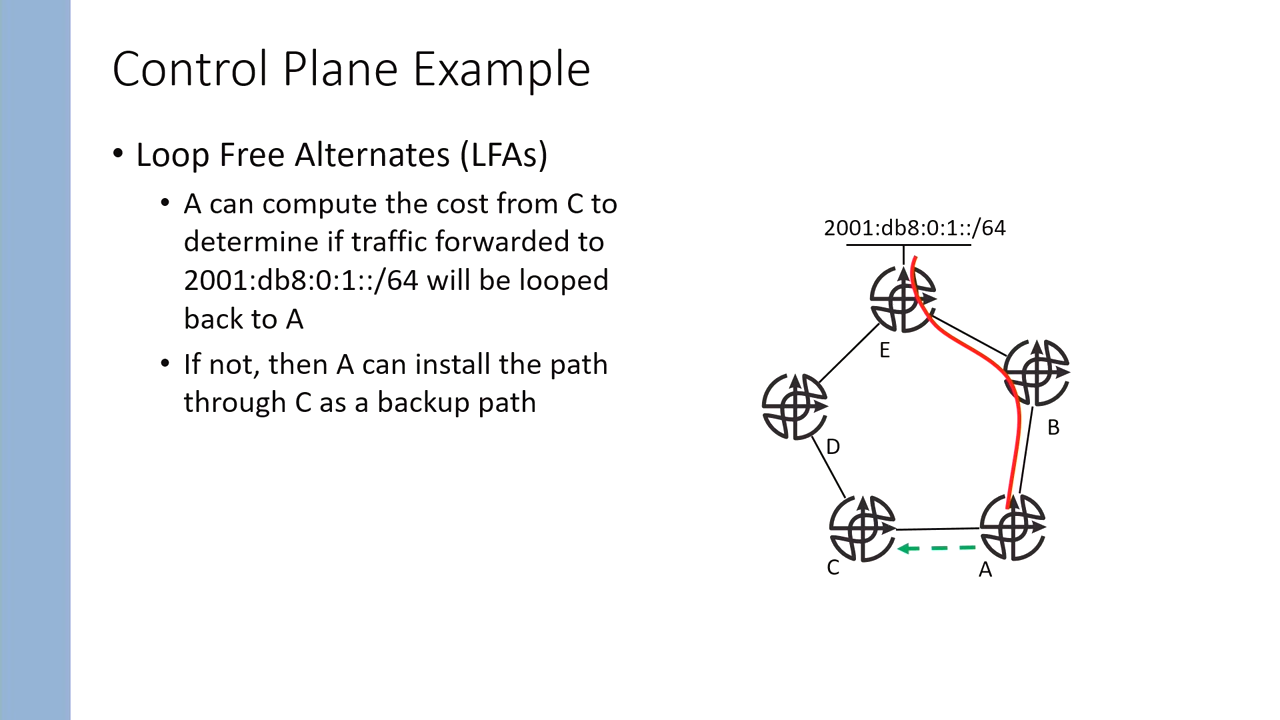 Control Plane Example
• Loop Free Alternates (LFAs)
• A can compute the cost from C to
determine if traffic forwarded to
2001:db8:0:1::/64 will be looped
back to A
• If not, then A can install the path
through C as a backup path
2001:db8:0:1::/64
E
B
D
C
A